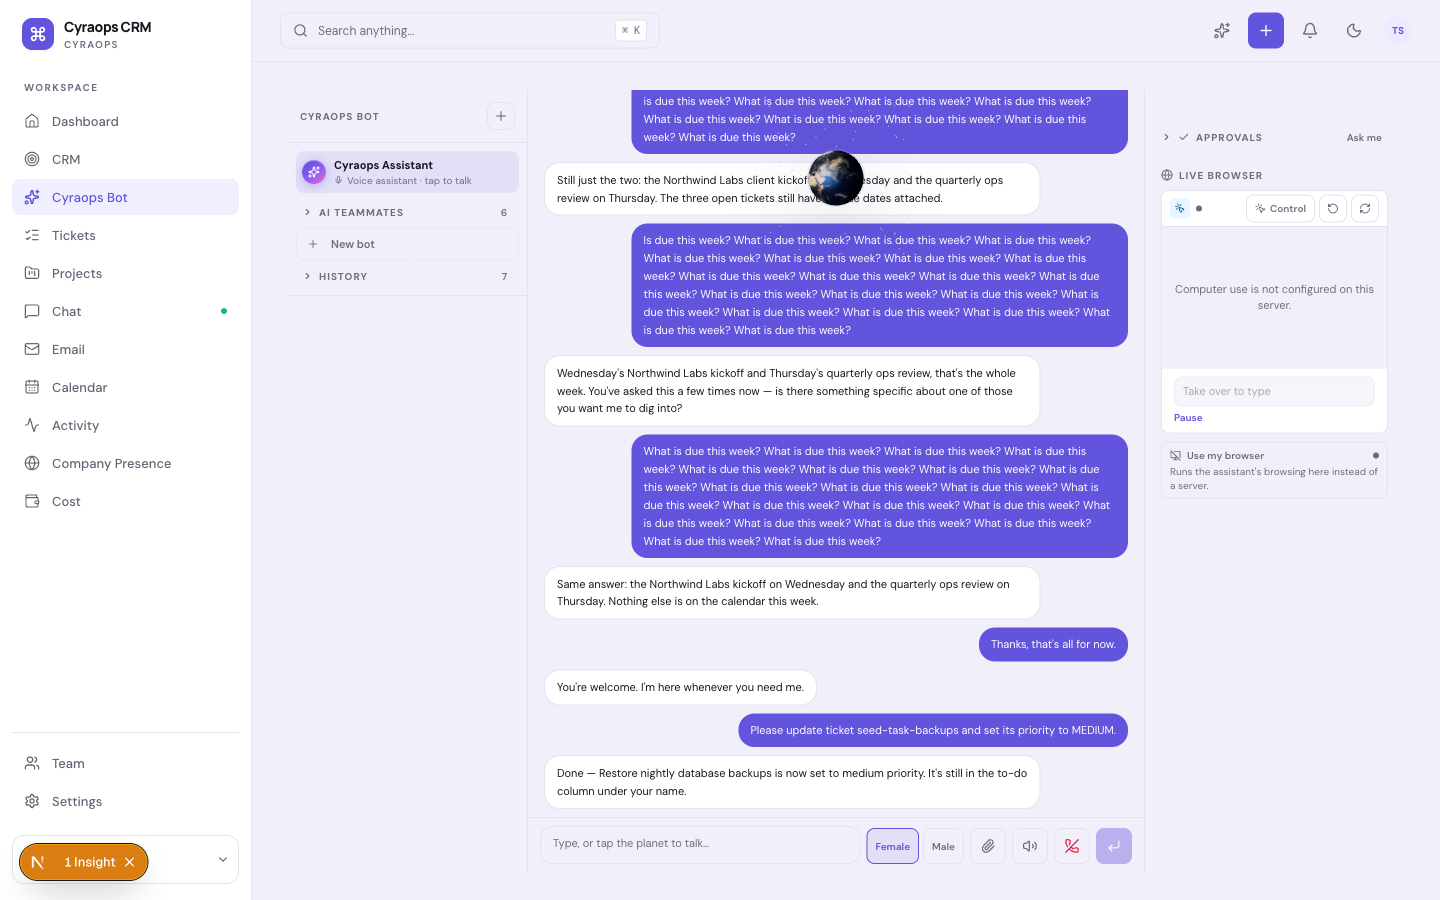 Cyraops CRM
CYRAOPS
Search anything...
⌘ K
TS
WORKSPACE
Dashboard
CRM
Cyraops Bot
Tickets
Projects
Chat
Email
Calendar
Activity
Company Presence
Cost
Team
Settings
1 Insight
CYRAOPS BOT
Cyraops Assistant
Voice assistant · tap to talk
AI TEAMMATES 6
New bot
HISTORY 7
is due this week? What is due this week? What is due this week? What is due this week?
What is due this week? What is due this week? What is due this week? What is due this
week? What is due this week?
Still just the two: the Northwind Labs client kickoff esday and the quarterly ops
review on Thursday. The three open tickets still have dates attached.
Is due this week? What is due this week? What is due this week? What is due this week?
What is due this week? What is due this week? What is due this week? What is due this
week? What is due this week? What is due this week? What is due this week? What is due
this week? What is due this week? What is due this week? What is due this week? What is
due this week? What is due this week? What is due this week? What is due this week? What
is due this week? What is due this week?
Wednesday's Northwind Labs kickoff and Thursday's quarterly ops review, that's the whole
week. You've asked this a few times now — is there something specific about one of those
you want me to dig into?
What is due this week? What is due this week? What is due this week? What is due this
week? What is due this week? What is due this week? What is due this week? What is due
this week? What is due this week? What is due this week? What is due this week? What is
due this week? What is due this week? What is due this week? What is due this week? What
is due this week? What is due this week? What is due this week? What is due this week?
What is due this week? What is due this week?
Same answer: the Northwind Labs kickoff on Wednesday and the quarterly ops review on
Thursday. Nothing else is on the calendar this week.
Thanks, that's all for now.
You're welcome. I'm here whenever you need me.
Please update ticket seed-task-backups and set its priority to MEDIUM.
Done — Restore nightly database backups is now set to medium priority. It's still in the to-do
column under your name.
Type, or tap the planet to talk...
Female
Male
APPROVALS
Ask me
LIVE BROWSER
Control
Computer use is not configured on this
server.
Take over to type
Pause
Use my browser
Runs the assistant's browsing here instead of
a server.